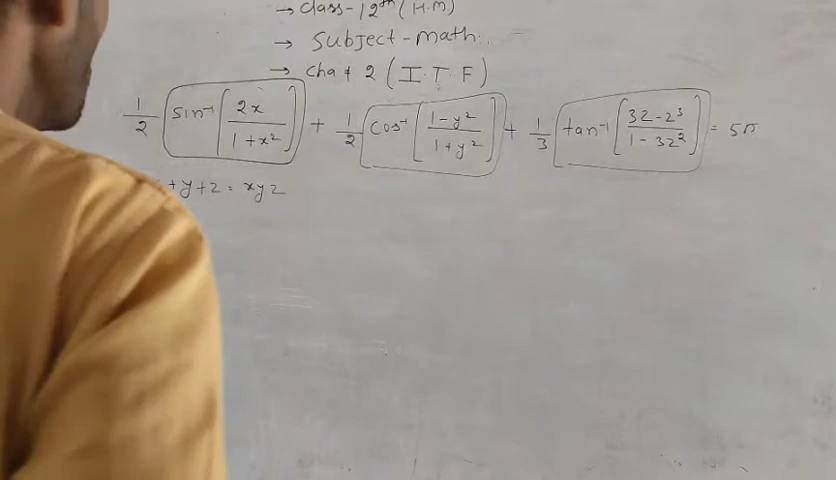 → class - 12th (H.M)
→ Subject - math..
→ Cha + 2 (I.T.F)
1/2 [sin⁻¹ [2x / 1+x²]] + 1/2 [cos⁻¹ [1-y² / 1+y²]] + 1/3 [tan⁻¹ [3z-z³ / 1-3z²]] = 5π
+y+z = xyz